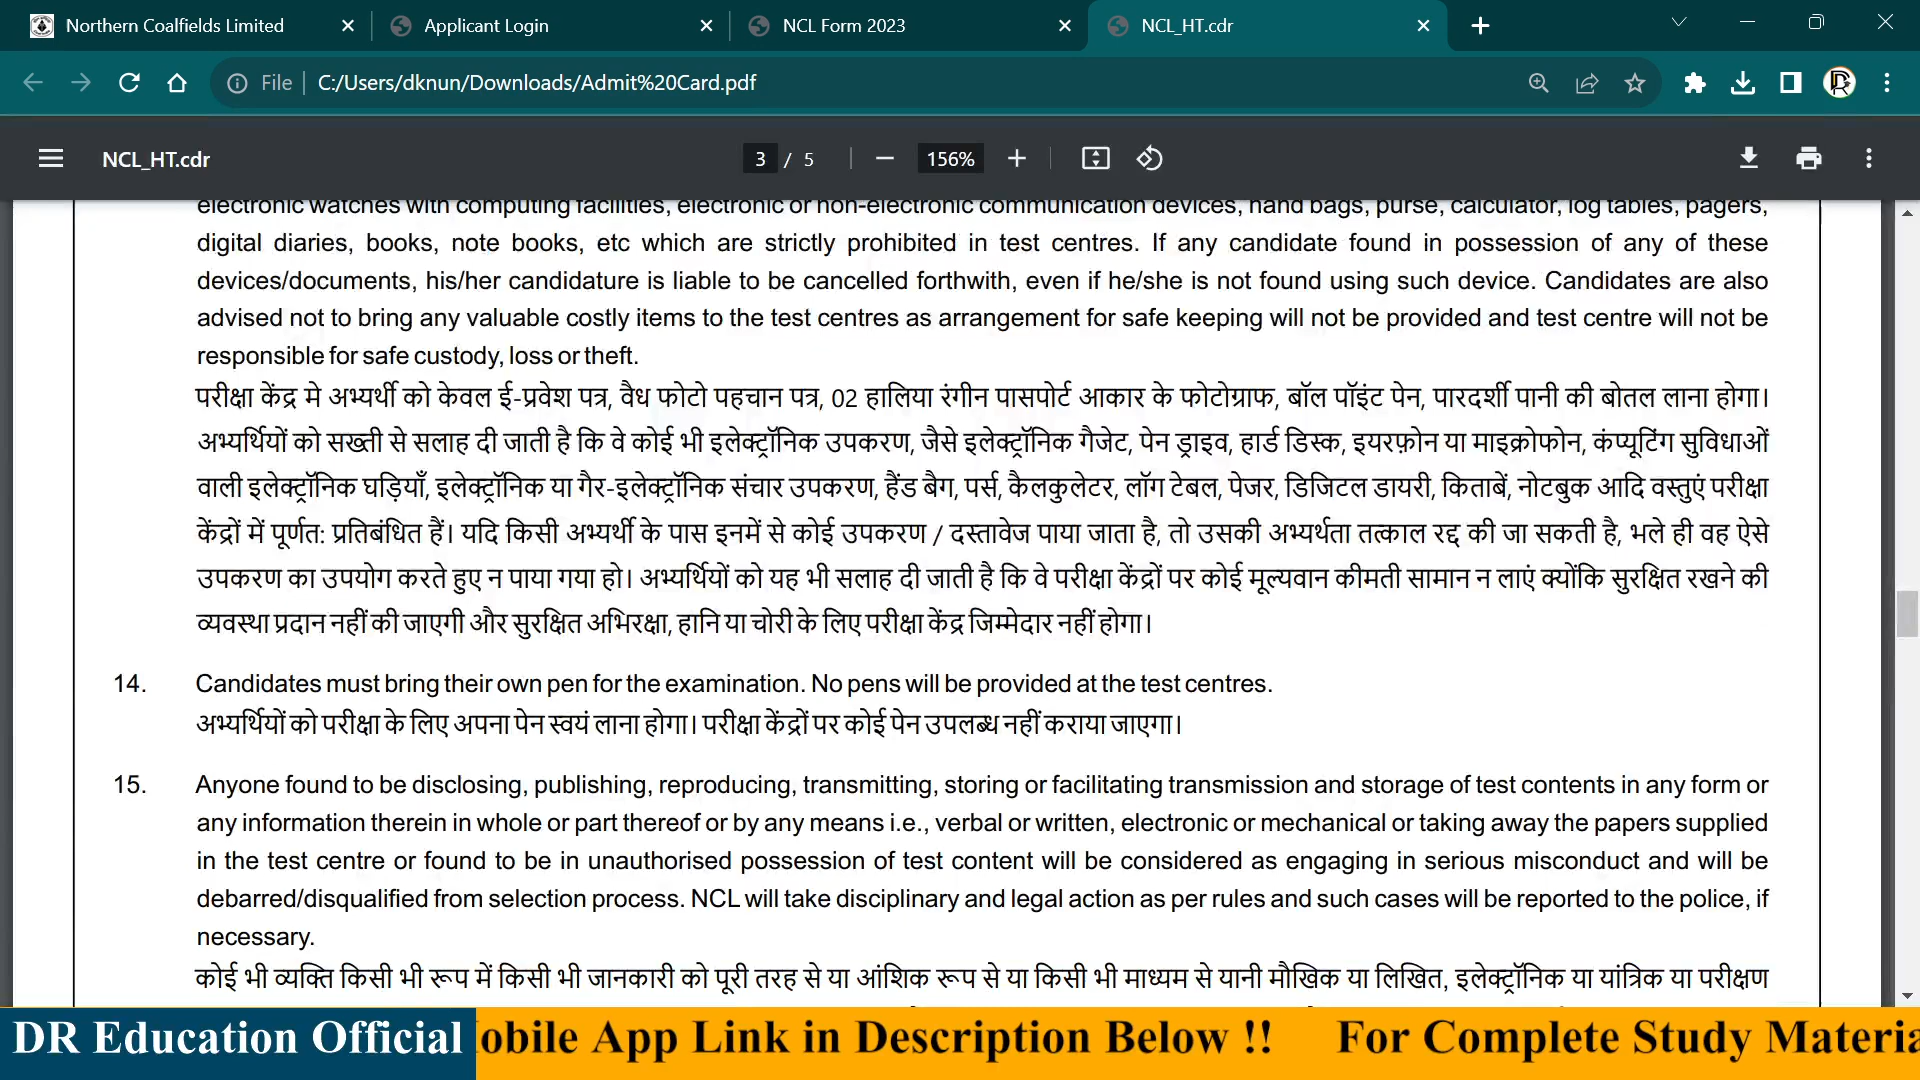 Northern Coalfields Limited
Applicant Login
NCL Form 2023
NCL_HT.cdr
File
C:/Users/dknun/Downloads/Admit%20Card.pdf
NCL_HT.cdr
3 / 5
156%
electronic watches with computing facilities, electronic or non-electronic communication devices, hand bags, purse, calculator, log tables, pagers,
digital diaries, books, note books, etc which are strictly prohibited in test centres. If any candidate found in possession of any of these
devices/documents, his/her candidature is liable to be cancelled forthwith, even if he/she is not found using such device. Candidates are also
advised not to bring any valuable costly items to the test centres as arrangement for safe keeping will not be provided and test centre will not be
responsible for safe custody, loss or theft.
परीक्षा केंद्र मे अभ्यर्थी को केवल ई-प्रवेश पत्र, वैध फोटो पहचान पत्र, 02 हालिया रंगीन पासपोर्ट आकार के फोटोग्राफ, बॉल पॉइंट पेन, पारदर्शी पानी की बोतल लाना होगा।
अभ्यर्थियों को सख्ती से सलाह दी जाती है कि वे कोई भी इलेक्ट्रॉनिक उपकरण, जैसे इलेक्ट्रॉनिक गैजेट, पेन ड्राइव, हार्ड डिस्क, इयरफ़ोन या माइक्रोफोन, कंप्यूटिंग सुविधाओं
वाली इलेक्ट्रॉनिक घड़ियाँ, इलेक्ट्रॉनिक या गैर-इलेक्ट्रॉनिक संचार उपकरण, हैंड बैग, पर्स, कैलकुलेटर, लॉग टेबल, पेजर, डिजिटल डायरी, किताबें, नोटबुक आदि वस्तुएं परीक्षा
केंद्रों में पूर्णत: प्रतिबंधित हैं। यदि किसी अभ्यर्थी के पास इनमें से कोई उपकरण / दस्तावेज पाया जाता है, तो उसकी अभ्यर्थता तत्काल रद्द की जा सकती है, भले ही वह ऐसे
उपकरण का उपयोग करते हुए न पाया गया हो। अभ्यर्थियों को यह भी सलाह दी जाती है कि वे परीक्षा केंद्रों पर कोई मूल्यवान कीमती सामान न लाएं क्योंकि सुरक्षित रखने की
व्यवस्था प्रदान नहीं की जाएगी और सुरक्षित अभिरक्षा, हानि या चोरी के लिए परीक्षा केंद्र जिम्मेदार नहीं होगा।
14. Candidates must bring their own pen for the examination. No pens will be provided at the test centres.
अभ्यर्थियों को परीक्षा के लिए अपना पेन स्वयं लाना होगा। परीक्षा केंद्रों पर कोई पेन उपलब्ध नहीं कराया जाएगा।
15. Anyone found to be disclosing, publishing, reproducing, transmitting, storing or facilitating transmission and storage of test contents in any form or
any information therein in whole or part thereof or by any means i.e., verbal or written, electronic or mechanical or taking away the papers supplied
in the test centre or found to be in unauthorised possession of test content will be considered as engaging in serious misconduct and will be
debarred/disqualified from selection process. NCL will take disciplinary and legal action as per rules and such cases will be reported to the police, if
necessary.
कोई भी व्यक्ति किसी भी रूप में किसी भी जानकारी को पूरी तरह से या आंशिक रूप से या किसी भी माध्यम से यानी मौखिक या लिखित, इलेक्ट्रॉनिक या यांत्रिक या परीक्षण
DR Education Official obile App Link in Description Below !! For Complete Study Materia